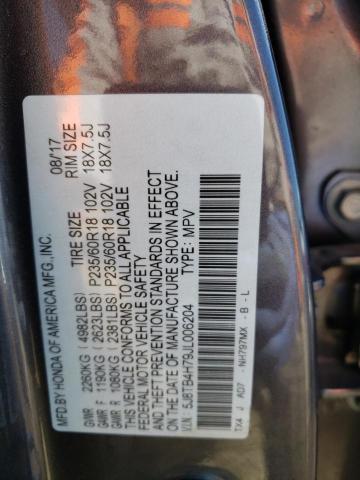 MFD.BY HONDA OF AMERICA MFG.,INC. 08/'17
TIRE SIZE RIM SIZE
GVWR 2260KG (4982LBS)
GAWR F 1190KG (2623LBS) P235/60R18 102V 18X7.5J
GAWR R 1080KG (2381LBS) P235/60R18 102V 18X7.5J
THIS VEHICLE CONFORMS TO ALL APPLICABLE
FEDERAL MOTOR VEHICLE SAFETY
AND THEFT PREVENTION STANDARDS IN EFFECT
ON THE DATE OF MANUFACTURE SHOWN ABOVE.
V.I.N: 5J8TB4H79JL006204 TYPE: MPV
TX4 J AD7 - NH797MX - B - L